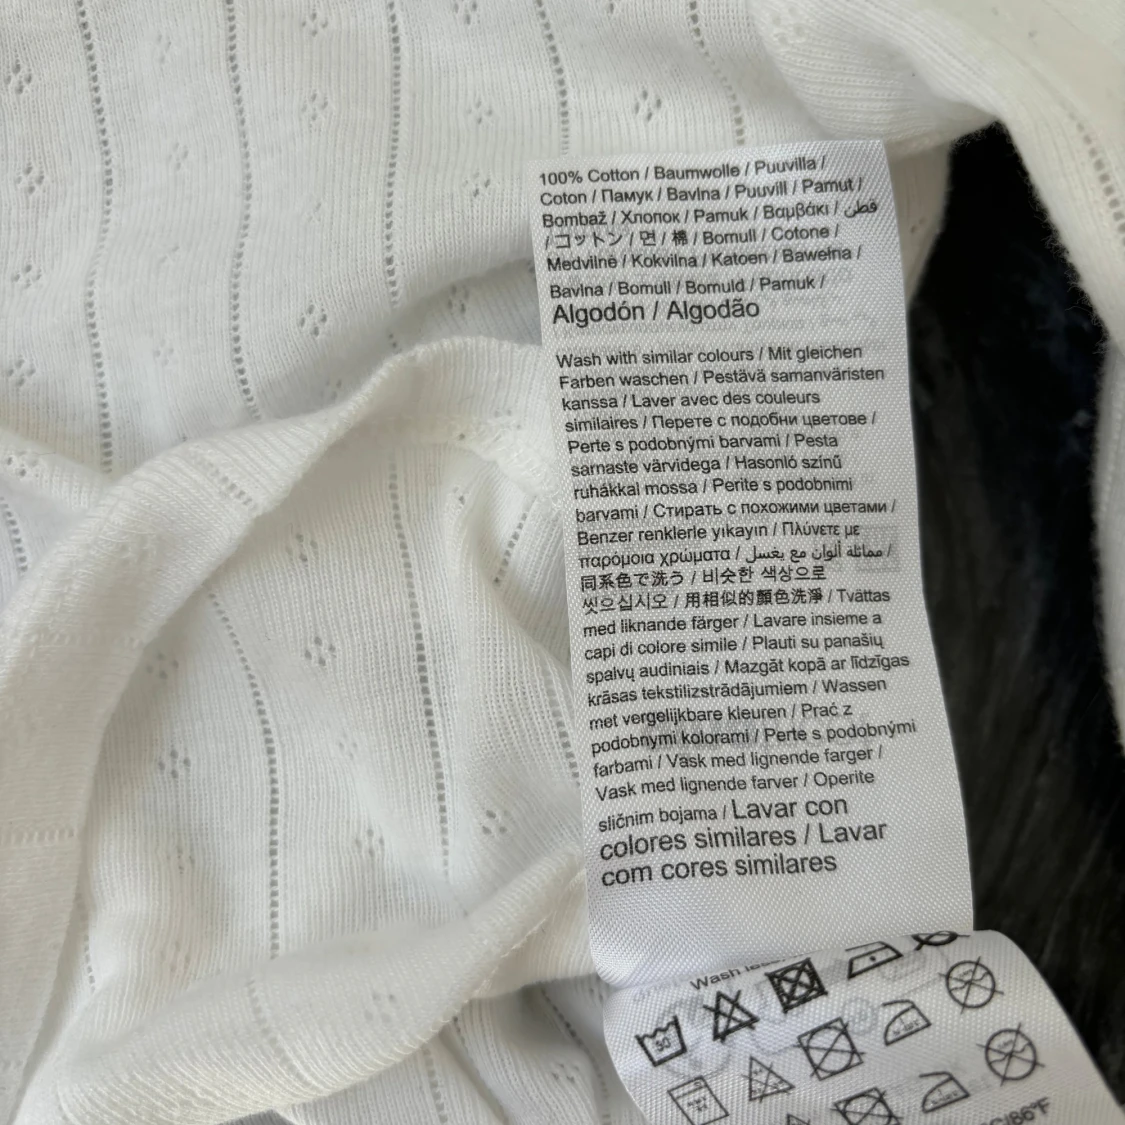 100% Cotton / Baumwolle / Puuvilla /
Coton / Памук / Bavlna / Puuvill / Pamut /
Bombaž / Хлопок / Pamuk / Βαμβάκι / قطن
/ コットン / 면 / 棉 / Bomull / Cotone /
Medvilnė / Kokvilna / Katoen / Bawełna /
Bavlna / Bomull / Bomuld / Pamuk /
Algodón / Algodão
Wash with similar colours / Mit gleichen
Farben waschen / Pestävä samanväristen
kanssa / Laver avec des couleurs
similaires / Перете с подобни цветове /
Perte s podobnými barvami / Pesta
sarnaste värvidega / Hasonló színű
ruhákkal mossa / Perite s podobnimi
barvami / Стирать с похожими цветами /
Benzer renklerle yıkayın / Πλύνετε με
παρόμοια χρώματα / مماثلة ألوان مع يغسل /
同系色で洗う / 비슷한 색상으로
씻으십시오 / 用相似的顏色洗淨 / Tvättas
med liknande färger / Lavare insieme a
capi di colore simile / Plauti su panašių
spalvų audiniais / Mazgāt kopā ar līdzīgas
krāsas tekstilizstrādājumiem / Wassen
met vergelijkbare kleuren / Prać z
podobnymi kolorami / Perte s podobnými
farbami / Vask med lignende farger /
Vask med lignende farver / Operite
sličnim bojama / Lavar con
colores similares / Lavar
com cores similares
Wash
30°